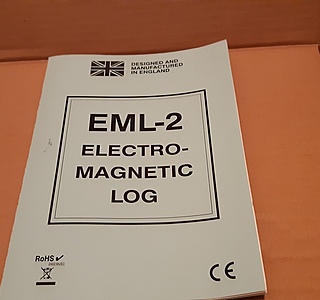 DESIGNED AND
MANUFACTURED
IN ENGLAND
EML-2
ELECTRO-
MAGNETIC
LOG
RoHS
CE